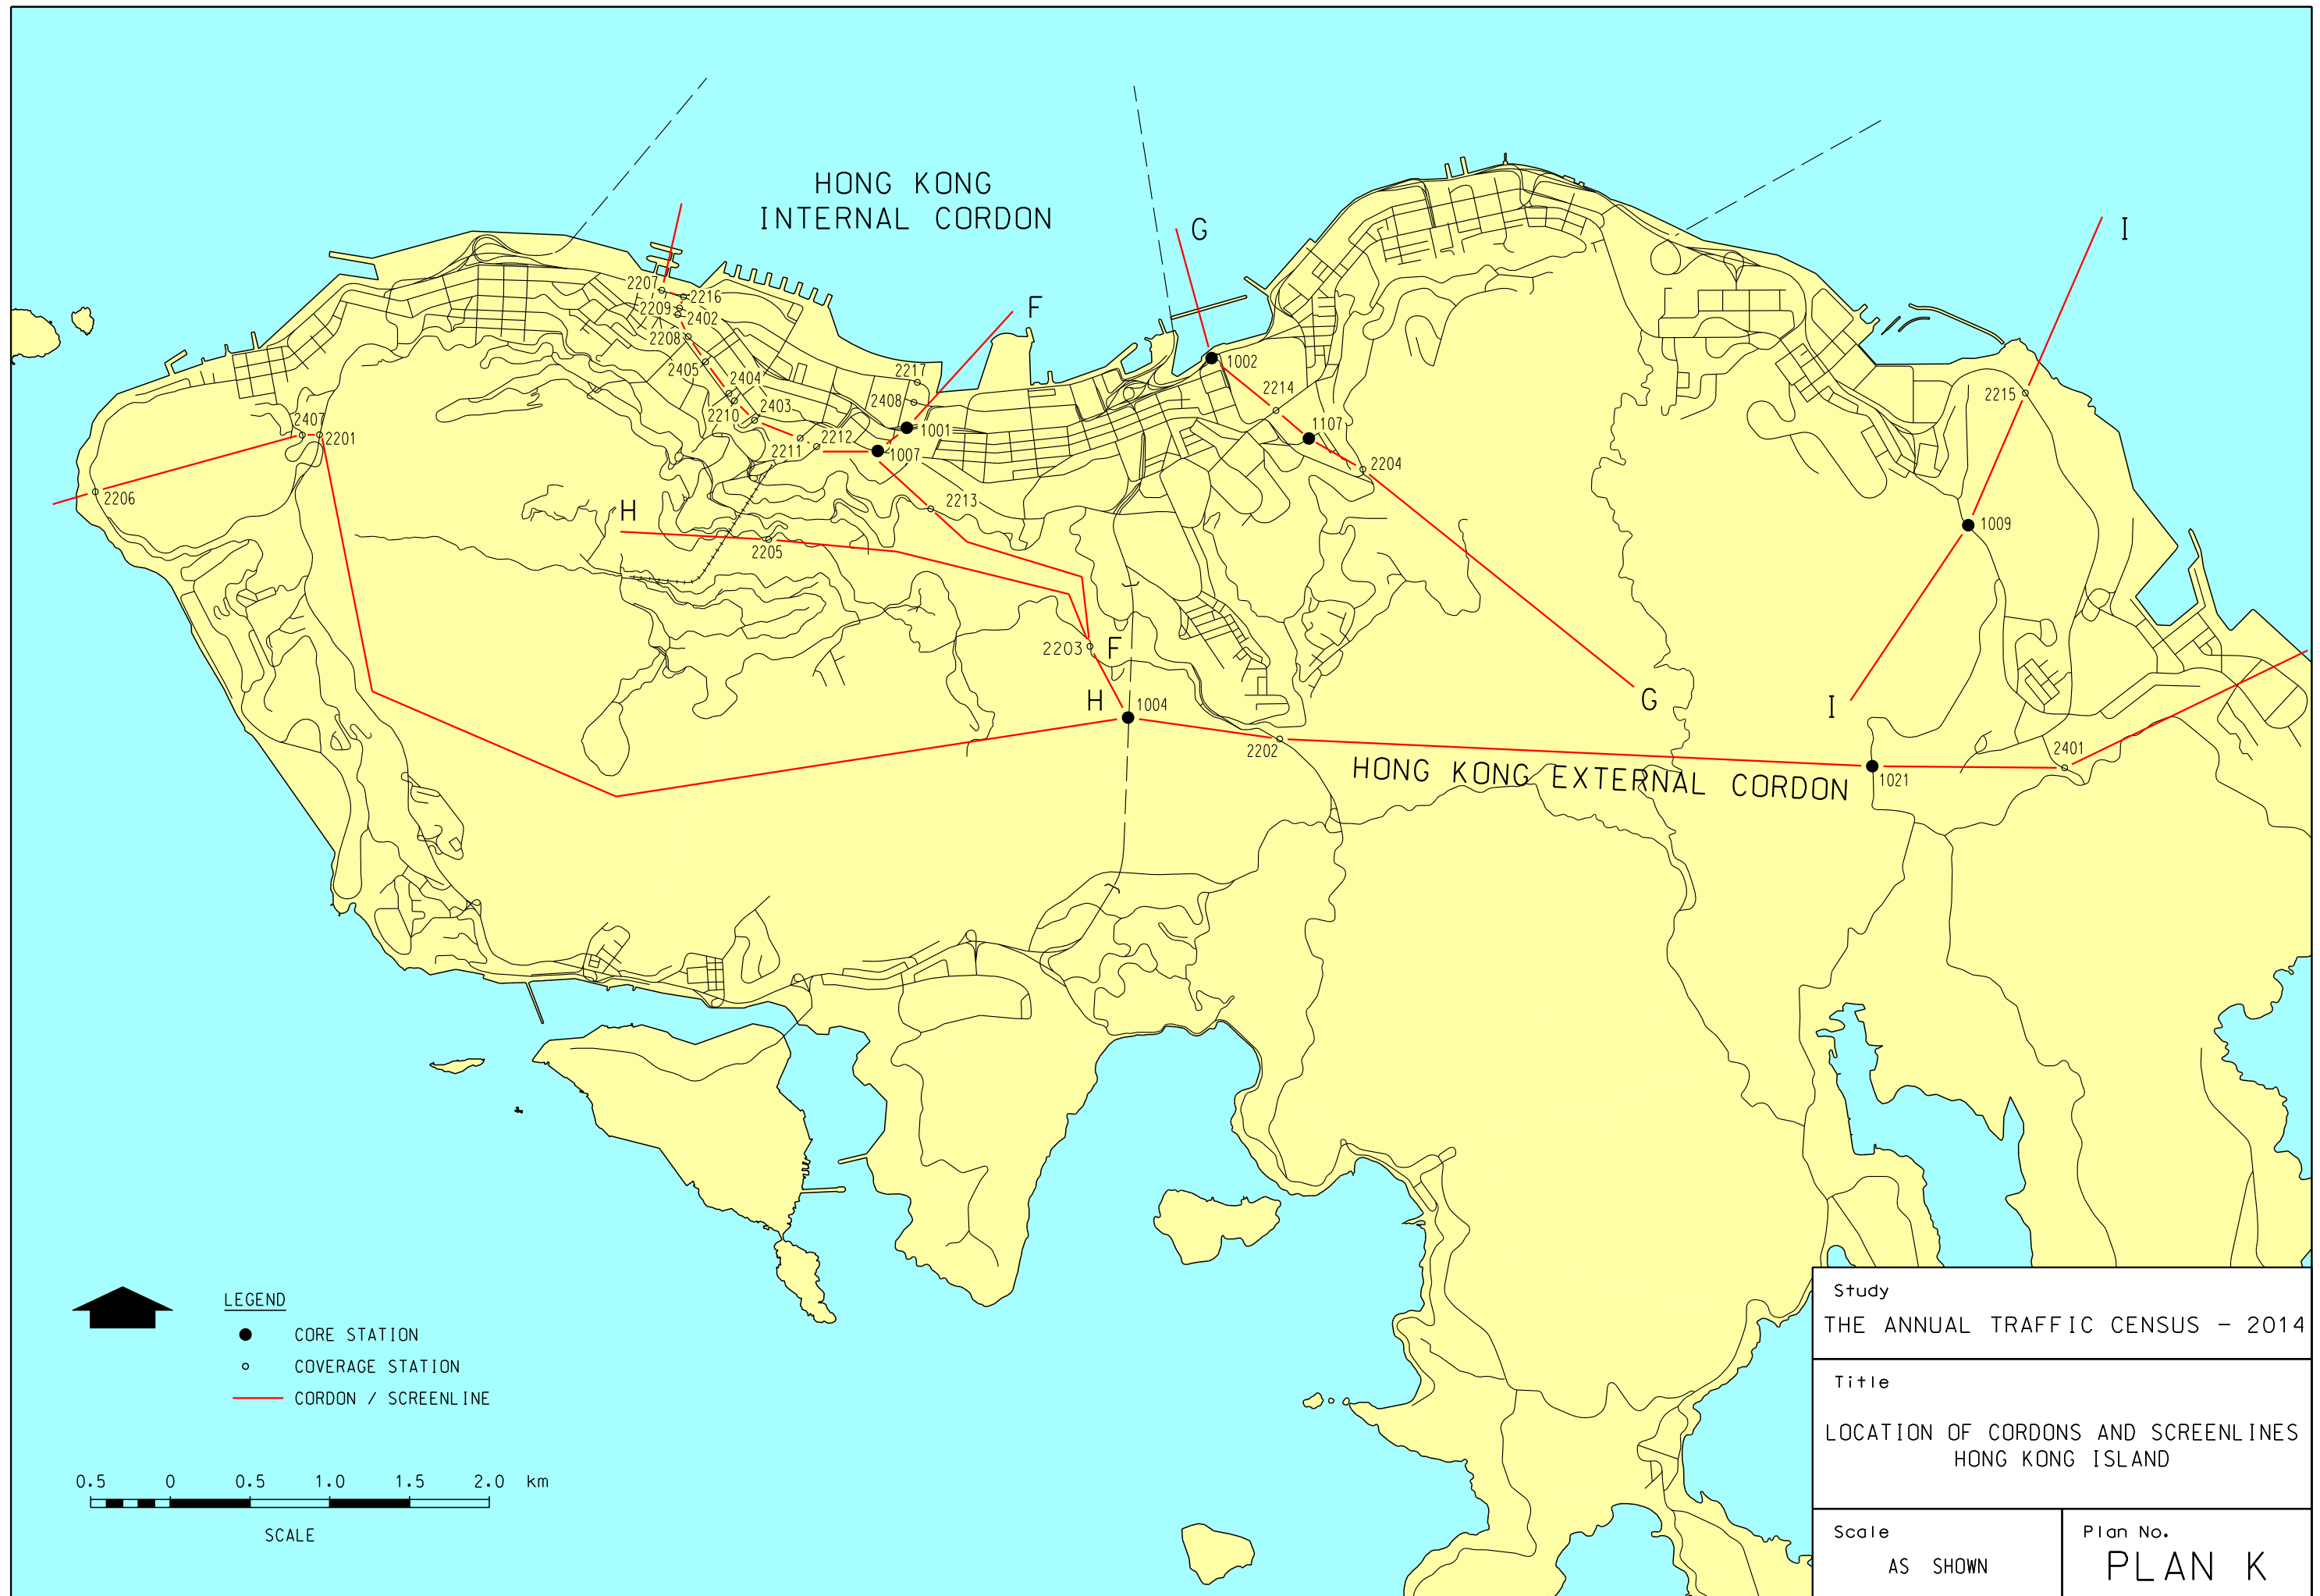 HONG KONG
INTERNAL CORDON
G
I
F
2207
2216
2209
2402
2208
2405
2404
2217
2408
2210
2403
1001
1002
2214
2215
2407
2201
2211
2212
1007
1107
2204
2206
H
2213
1009
2205
2203
F
H
1004
G
I
2202
2401
HONG KONG EXTERNAL CORDON
1021
LEGEND
CORE STATION
COVERAGE STATION
CORDON / SCREENLINE
0.5 0 0.5 1.0 1.5 2.0 km
SCALE
Study
THE ANNUAL TRAFFIC CENSUS - 2014
Title
LOCATION OF CORDONS AND SCREENLINES
HONG KONG ISLAND
Scale
AS SHOWN
Plan No.
PLAN K